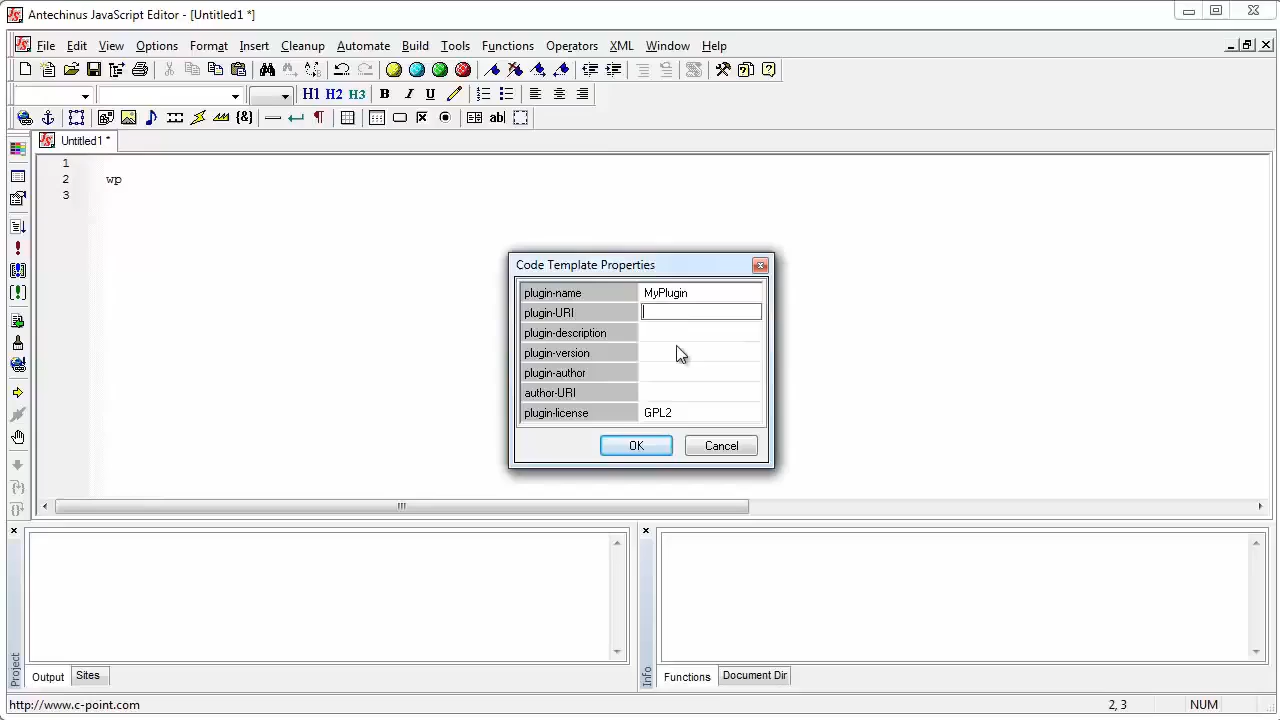 Antechinus JavaScript Editor - [Untitled1 *]
File Edit View Options Format Insert Cleanup Automate Build Tools Functions Operators XML Window Help
H1 H2 H3 B I U
{&} ab|
Untitled1 *
1
2 wp
3
Code Template Properties
plugin-name MyPlugin
plugin-URI
plugin-description
plugin-version
plugin-author
author-URI
plugin-license GPL2
OK Cancel
Project
Output Sites
Info
Functions Document Dir
http://www.c-point.com 2, 3 NUM